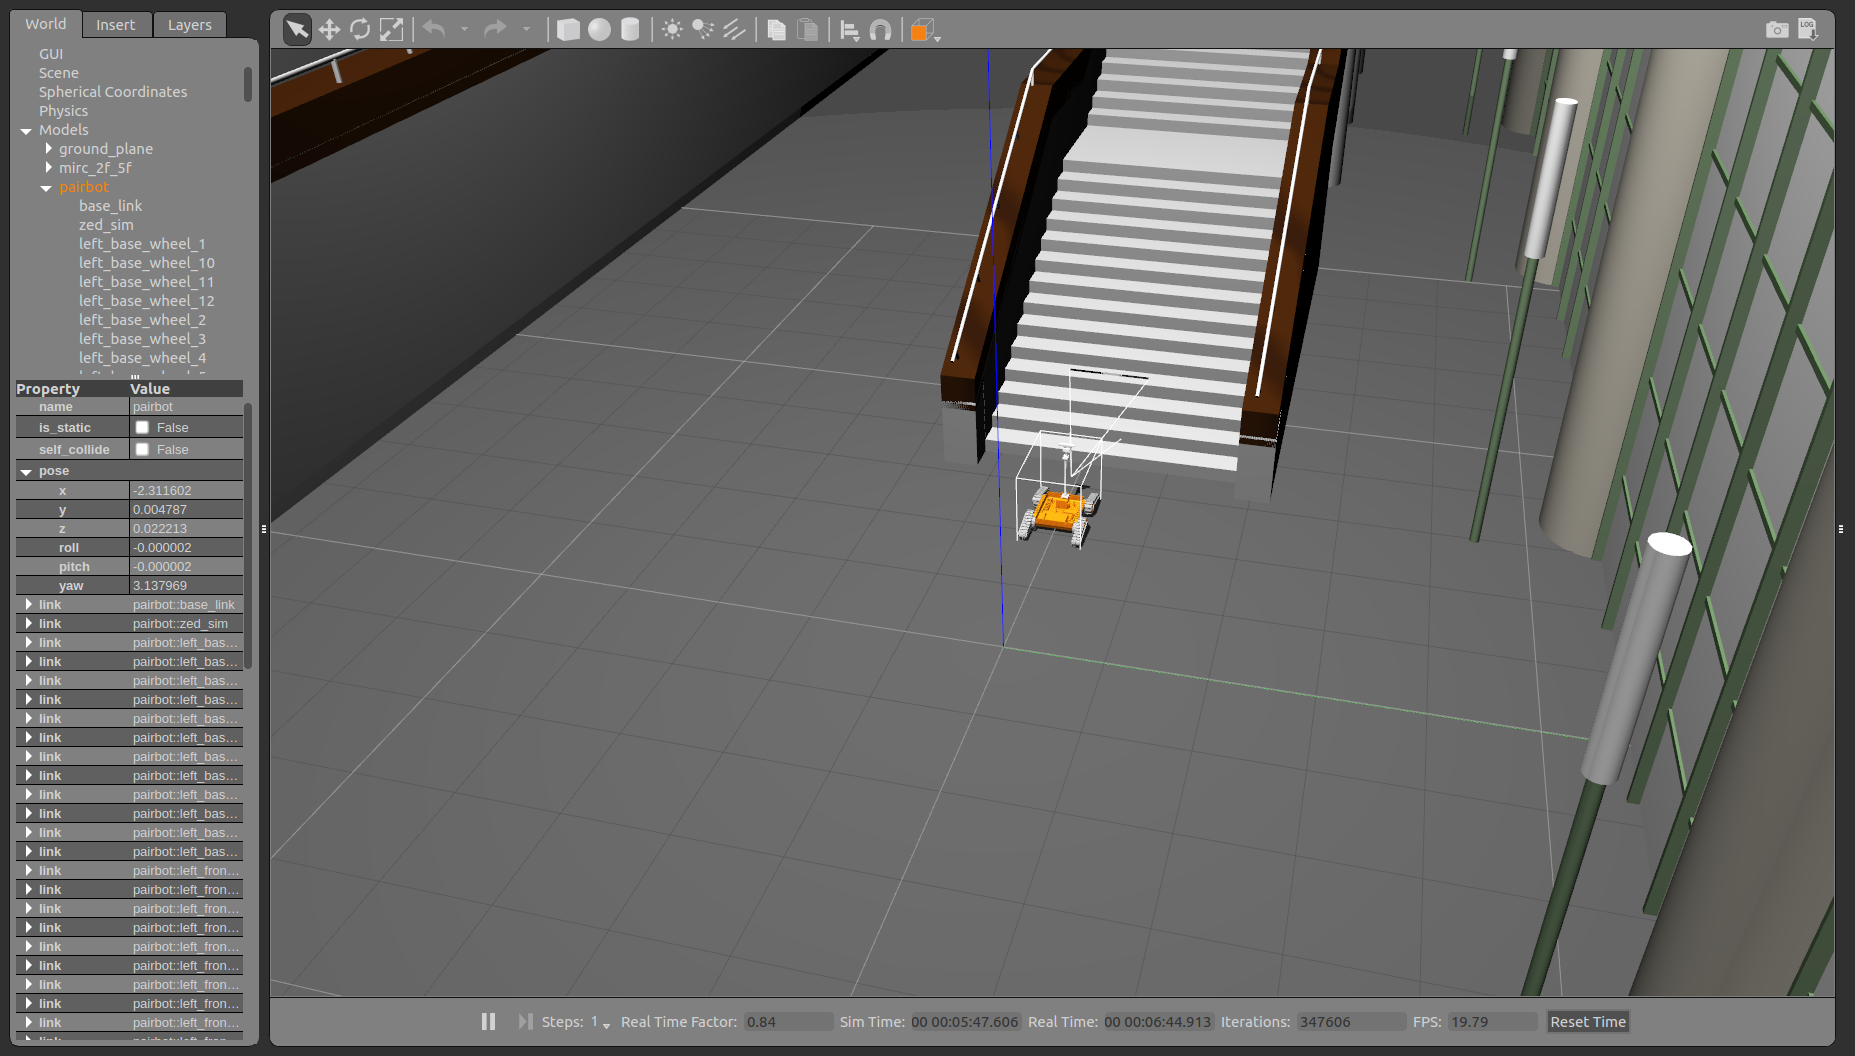 World Insert Layers
GUI
Scene
Spherical Coordinates
Physics
Models
ground_plane
mirc_2f_5f
pairbot
base_link
zed_sim
left_base_wheel_1
left_base_wheel_10
left_base_wheel_11
left_base_wheel_12
left_base_wheel_2
left_base_wheel_3
left_base_wheel_4
Property Value
name pairbot
is_static False
self_collide False
pose
x -2.311602
y 0.004787
z 0.022213
roll -0.000002
pitch -0.000002
yaw 3.137969
link pairbot::base_link
link pairbot::zed_sim
link pairbot::left_bas...
link pairbot::left_bas...
link pairbot::left_bas...
link pairbot::left_bas...
link pairbot::left_bas...
link pairbot::left_bas...
link pairbot::left_bas...
link pairbot::left_bas...
link pairbot::left_bas...
link pairbot::left_bas...
link pairbot::left_bas...
link pairbot::left_bas...
link pairbot::left_fron...
link pairbot::left_fron...
link pairbot::left_fron...
link pairbot::left_fron...
link pairbot::left_fron...
link pairbot::left_fron...
link pairbot::left_fron...
link pairbot::left_fron...
link pairbot::left_fron...
LOG
Steps: 1 Real Time Factor: 0.84 Sim Time: 00 00:05:47.606 Real Time: 00 00:06:44.913 Iterations: 347606 FPS: 19.79 Reset Time